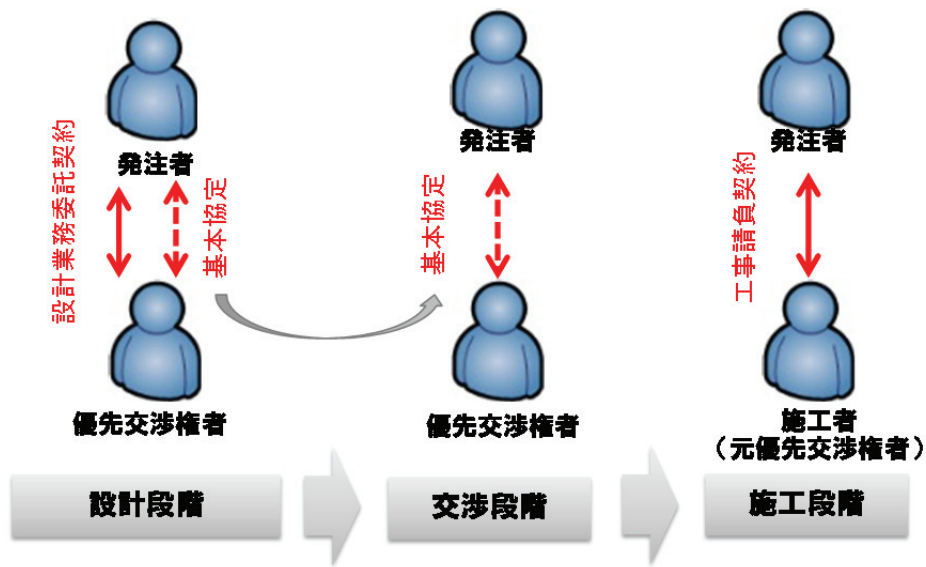 発注者
設計業務委託契約
基本協定
優先交渉権者
設計段階
発注者
基本協定
優先交渉権者
交渉段階
発注者
工事請負契約
施工者
（元優先交渉権者）
施工段階